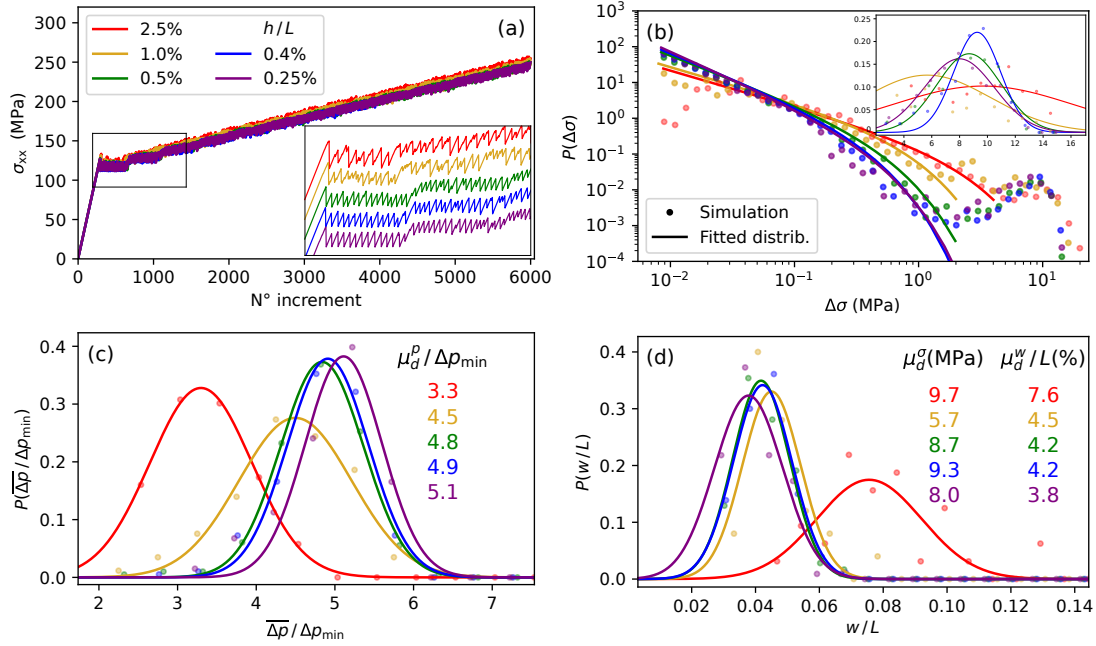 (a)
h/L
2.5%
1.0%
0.5%
0.4%
0.25%
300
250
200
150
100
50
0
σxx (MPa)
0 1000 2000 3000 4000 5000 6000
N° increment
(b)
10³
10²
10¹
10⁰
10⁻¹
10⁻²
10⁻³
10⁻⁴
P(Δσ)
Simulation
Fitted distrib.
10⁻² 10⁻¹ 10⁰ 10¹
Δσ (MPa)
0.25
0.20
0.15
0.10
0.05
0
4 6 8 10 12 14 16
(c)
μ_d^p / Δp_min
3.3
4.5
4.8
4.9
5.1
0.4
0.3
0.2
0.1
0.0
P(Δp̅ / Δp_min)
2 3 4 5 6 7
Δp̅ / Δp_min
(d)
μ_d^σ(MPa) μ_d^w / L(%)
9.7 7.6
5.7 4.5
8.7 4.2
9.3 4.2
8.0 3.8
0.4
0.3
0.2
0.1
0.0
P(w / L)
0.02 0.04 0.06 0.08 0.10 0.12 0.14
w / L